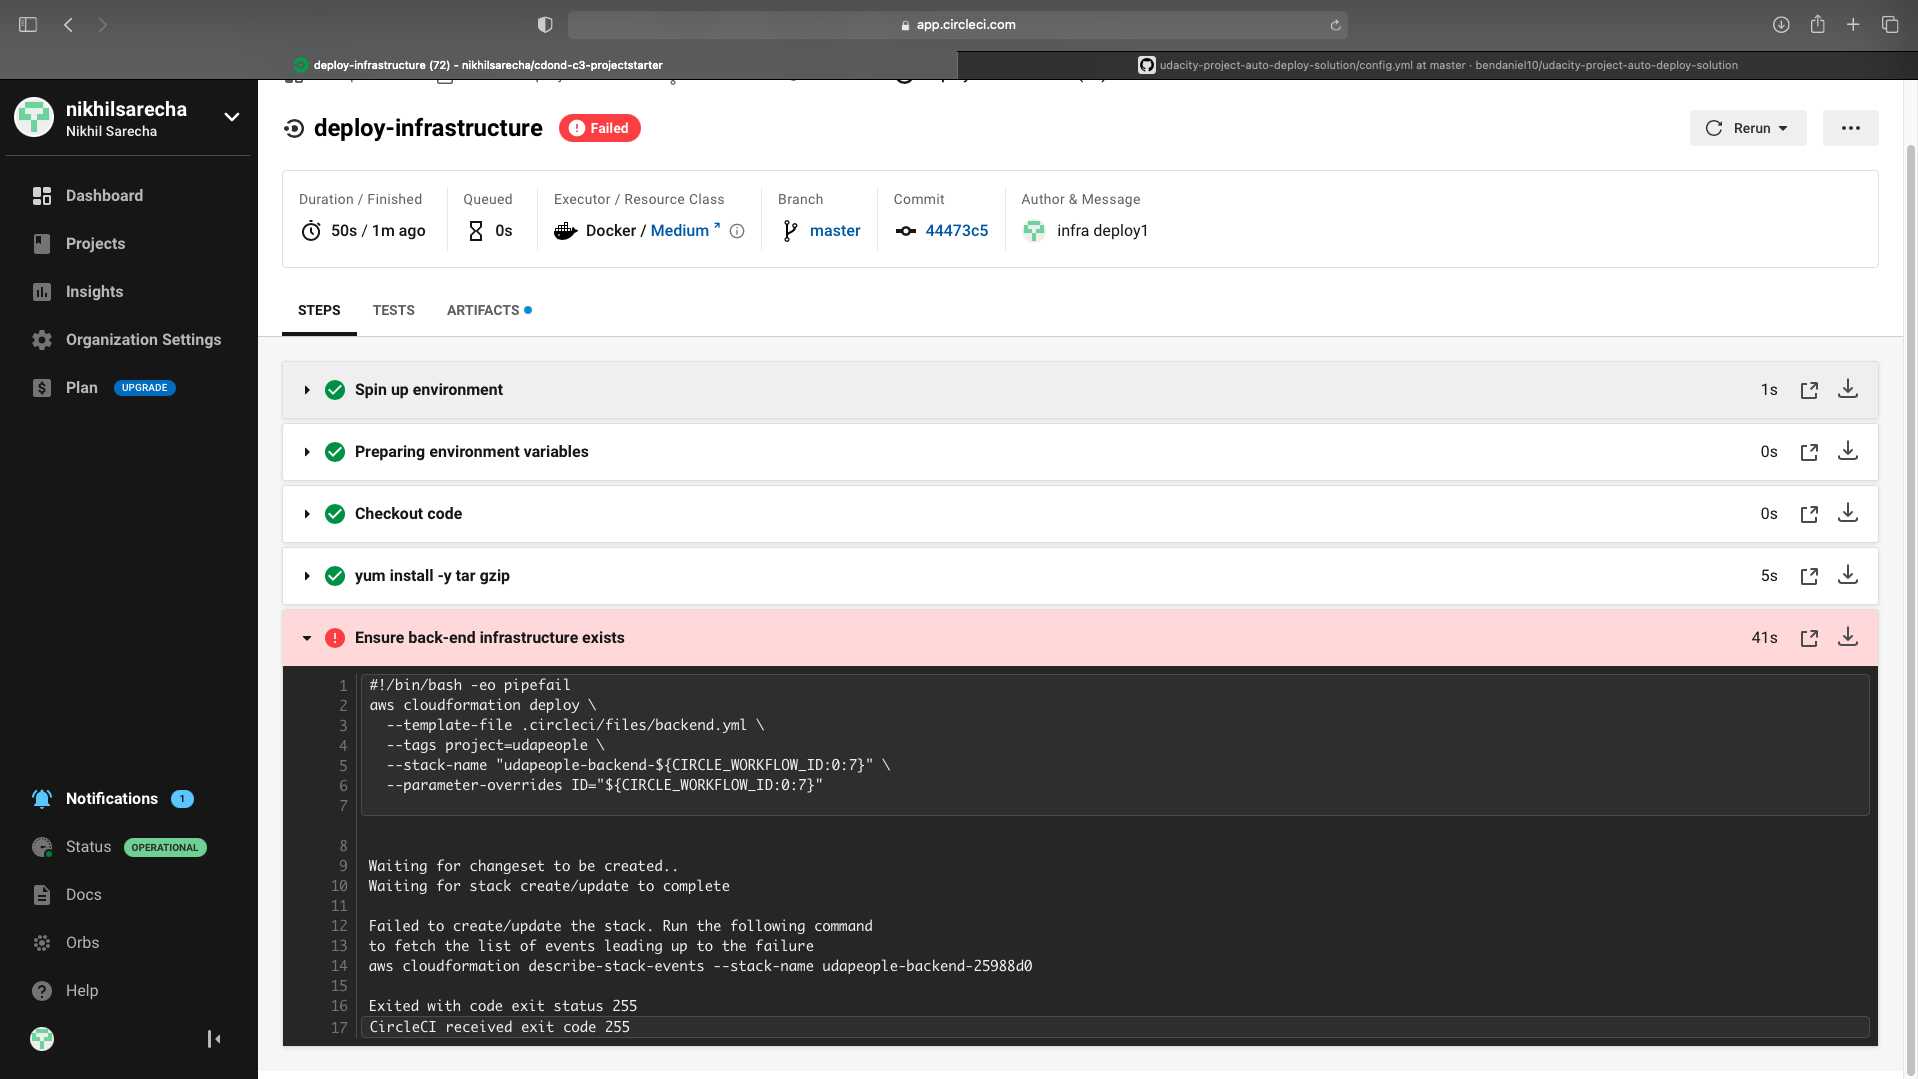 app.circleci.com
deploy-infrastructure (72) - nikhilsarecha/cdond-c3-projectstarter
udacity-project-auto-deploy-solution/config.yml at master · bendaniel10/udacity-project-auto-deploy-solution
nikhilsarecha
Nikhil Sarecha
Dashboard
Projects
Insights
Organization Settings
Plan UPGRADE
Notifications 1
Status OPERATIONAL
Docs
Orbs
Help
deploy-infrastructure Failed
Rerun
Duration / Finished
50s / 1m ago
Queued
0s
Executor / Resource Class
Docker / Medium
Branch
master
Commit
44473c5
Author & Message
infra deploy1
STEPS TESTS ARTIFACTS
Spin up environment 1s
Preparing environment variables 0s
Checkout code 0s
yum install -y tar gzip 5s
Ensure back-end infrastructure exists 41s
1 #!/bin/bash -eo pipefail
2 aws cloudformation deploy \
3   --template-file .circleci/files/backend.yml \
4   --tags project=udapeople \
5   --stack-name "udapeople-backend-${CIRCLE_WORKFLOW_ID:0:7}" \
6   --parameter-overrides ID="${CIRCLE_WORKFLOW_ID:0:7}"
7
8
9 Waiting for changeset to be created..
10 Waiting for stack create/update to complete
11
12 Failed to create/update the stack. Run the following command
13 to fetch the list of events leading up to the failure
14 aws cloudformation describe-stack-events --stack-name udapeople-backend-25988d0
15
16 Exited with code exit status 255
17 CircleCI received exit code 255